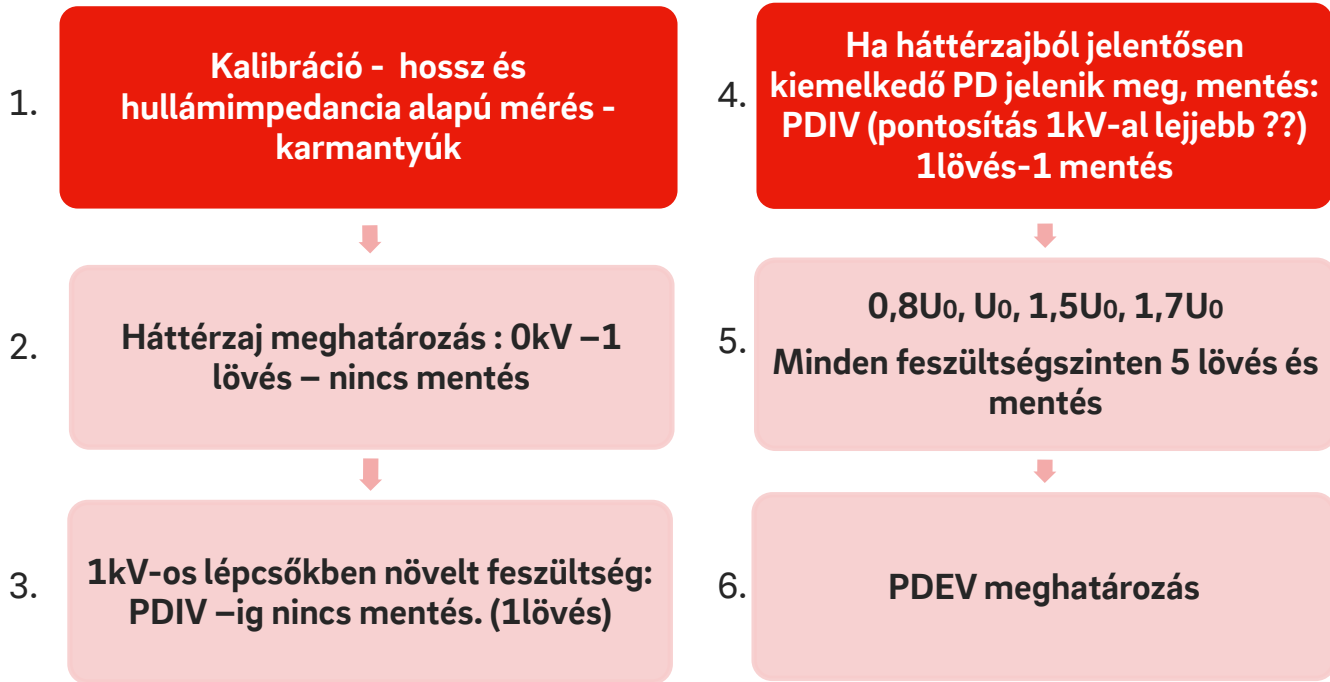 1.
Kalibráció - hossz és
hullámimpedancia alapú mérés -
karmantyúk
2.
Háttérzaj meghatározás : 0kV –1
lövés – nincs mentés
3.
1kV-os lépcsőkben növelt feszültség:
PDIV –ig nincs mentés. (1lövés)
4.
Ha háttérzajból jelentősen
kiemelkedő PD jelenik meg, mentés:
PDIV (pontosítás 1kV-al lejjebb ??)
1lövés-1 mentés
5.
0,8U₀, U₀, 1,5U₀, 1,7U₀
Minden feszültségszinten 5 lövés és
mentés
6.
PDEV meghatározás